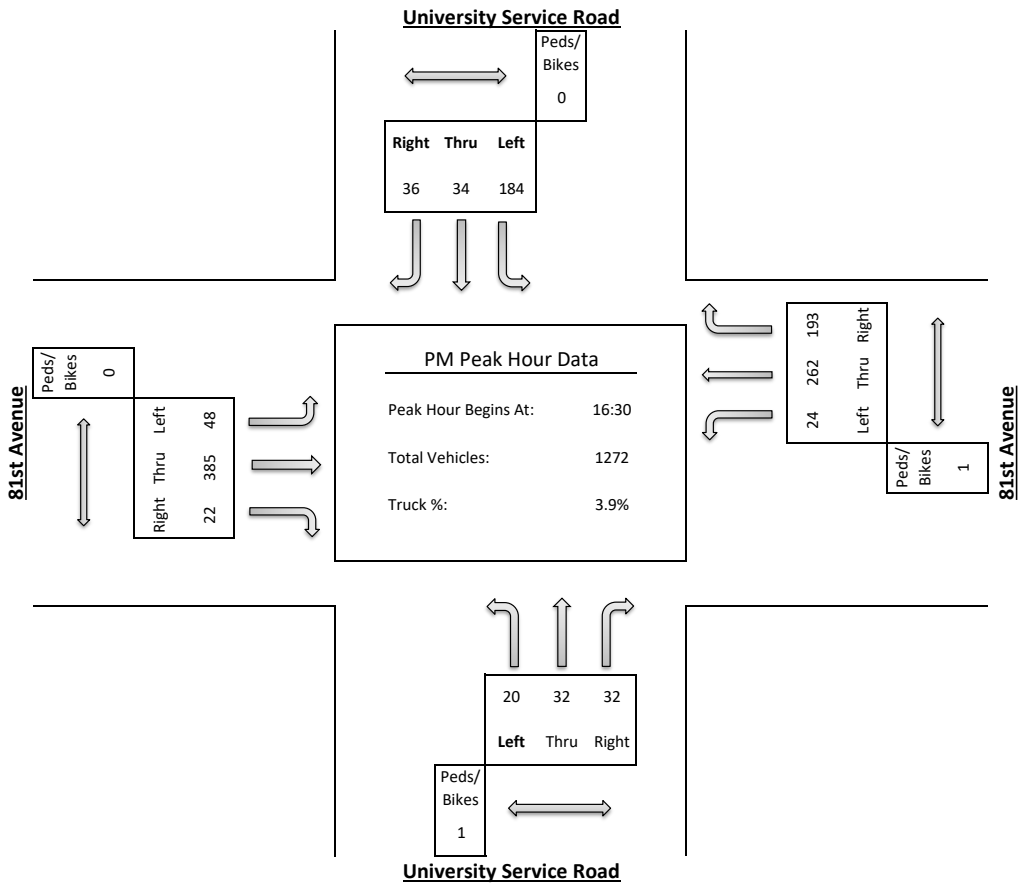 University Service Road
Peds/
Bikes
0
Right Thru Left
36 34 184
193 Right
262 Thru
24 Left
Peds/
Bikes
1
81st Avenue
81st Avenue
Peds/
Bikes
0
Left 48
Thru 385
Right 22
PM Peak Hour Data
Peak Hour Begins At: 16:30
Total Vehicles: 1272
Truck %: 3.9%
20 32 32
Left Thru Right
Peds/
Bikes
1
University Service Road